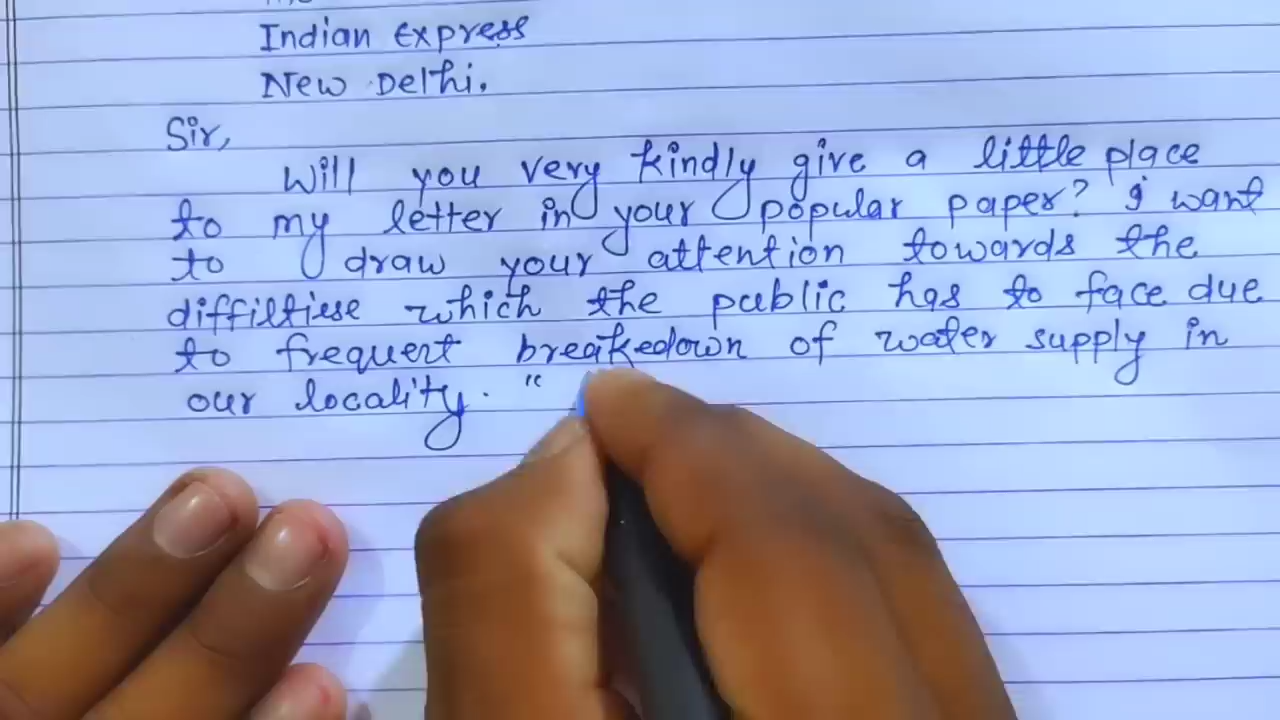 Indian Express
New Delhi.
Sir,
Will you very kindly give a little place
to my letter in your popular paper? I want
to draw your attention towards the
diffiltiese which the public has to face due
to frequent breakedown of water supply in
our locality. "